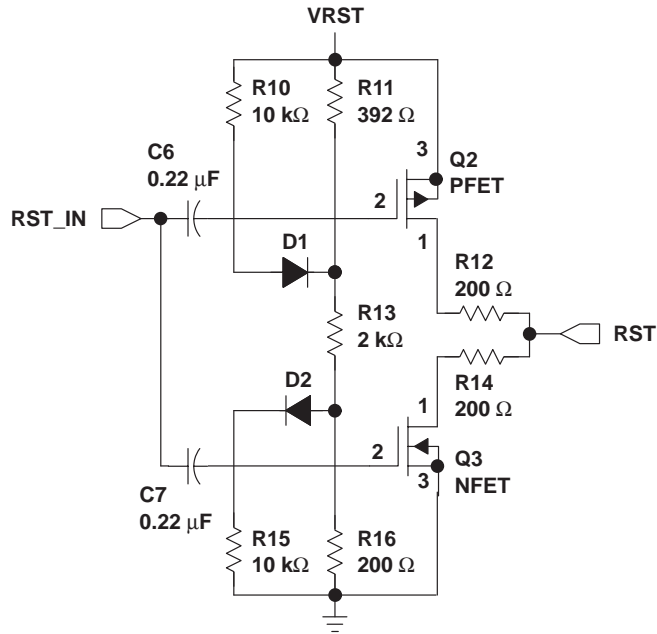 VRST
R10
10 kΩ
R11
392 Ω
C6
0.22 μF
3
Q2
PFET
2
RST_IN
1
D1
R12
200 Ω
R13
2 kΩ
RST
D2
R14
200 Ω
1
2
Q3
3
NFET
C7
0.22 μF
R15
10 kΩ
R16
200 Ω